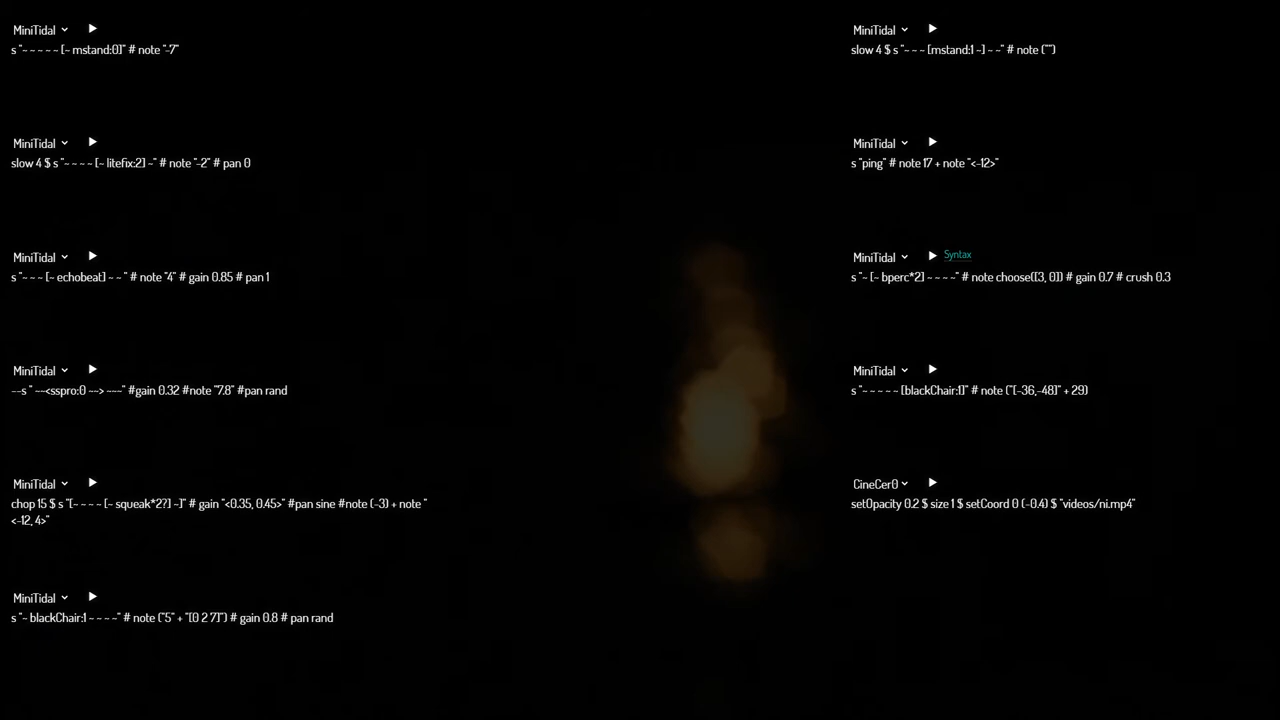 MiniTidal
s "~ ~ ~ ~ ~ [~ mstand:0]" # note "-7"
MiniTidal
slow 4 $ s "~ ~ ~ ~ [~ litefix:2] ~" # note "-2" # pan 0
MiniTidal
s "~ ~ ~ [~ echobeat] ~ ~ " # note "4" # gain 0.85 # pan 1
MiniTidal
--s " ~~<sspro:0 ~~> ~~~" #gain 0.32 #note "7.8" #pan rand
MiniTidal
chop 15 $ s "[~ ~ ~ ~ [~ squeak*2?] ~]" # gain "<0.35, 0.45>" #pan sine #note (-3) + note "
<-12, 4>"
MiniTidal
s "~ blackChair:1 ~ ~ ~ ~" # note ("5" + "[0 2 7]") # gain 0.8 # pan rand
MiniTidal
slow 4 $ s "~ ~ ~ [mstand:1 ~] ~ ~" # note ("")
MiniTidal
s "ping" # note 17 + note "<-12>"
MiniTidal Syntax
s "~ [~ bperc*2] ~ ~ ~ ~" # note choose([3, 0]) # gain 0.7 # crush 0.3
MiniTidal
s "~ ~ ~ ~ ~ [blackChair:1]" # note ("[-36,-48]" + 29)
CineCer0
setOpacity 0.2 $ size 1 $ setCoord 0 (-0.4) $ "videos/ni.mp4"